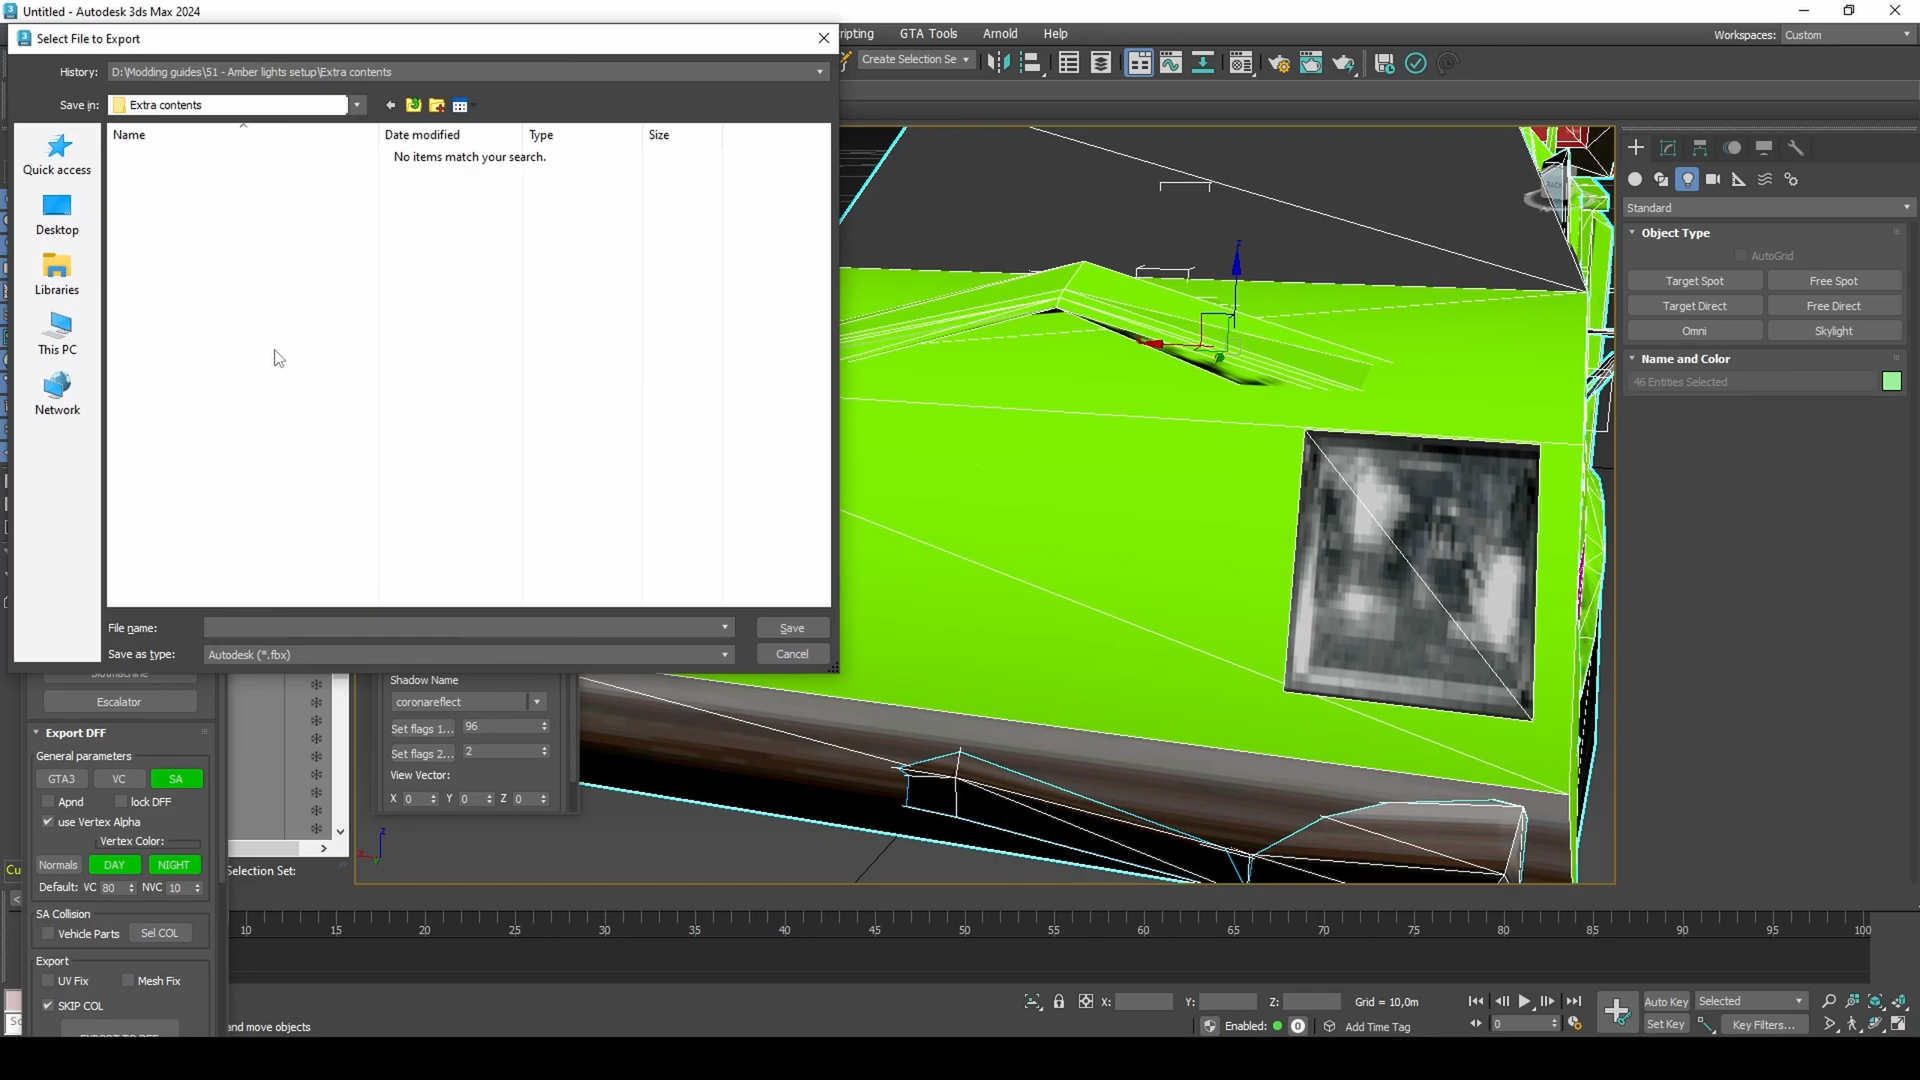 Untitled - Autodesk 3ds Max 2024
Select File to Export
ripting GTA Tools Arnold Help
Workspaces: Custom
History: D:\Modding guides\51 - Amber lights setup\Extra contents
Create Selection Se
Save in: Extra contents
Name Date modified Type Size
No items match your search.
Quick access
Desktop
Libraries
This PC
Network
File name: Save
Save as type: Autodesk (*.fbx) Cancel
Standard
Object Type
AutoGrid
Target Spot Free Spot
Target Direct Free Direct
Omni Skylight
Name and Color
46 Entities Selected
Escalator
Export DFF
General parameters
GTA3 VC SA
Apnd lock DFF
use Vertex Alpha
Vertex Color:
Normals DAY NIGHT
Default: VC 80 NVC 10
SA Collision
Vehicle Parts Sel COL
Export
UV Fix Mesh Fix
SKIP COL
Shadow Name
coronareflect
Set flags 1... 96
Set flags 2... 2
View Vector:
X 0 Y 0 Z 0
Cu
Selection Set:
10 15 20 25 30 35 40 45 50 55 60 65 70 75 80 85 90 95 100
X: Y: Z: Grid = 10,0m
and move objects
Enabled: 0 Add Time Tag
Auto Key Selected
0 Set Key Key Filters...